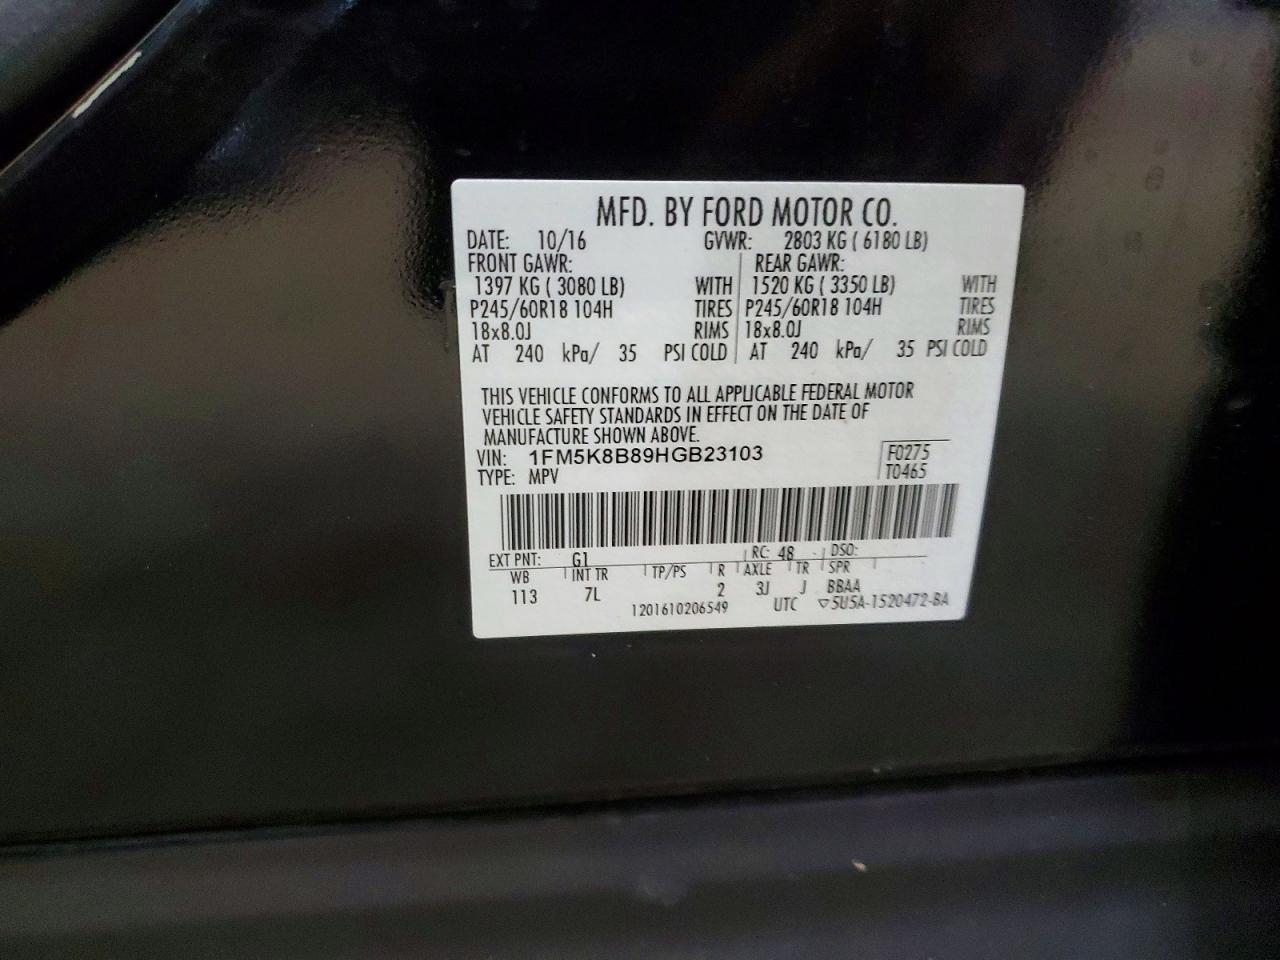 MFD. BY FORD MOTOR CO.
DATE: 10/16 GVWR: 2803 KG ( 6180 LB)
FRONT GAWR: REAR GAWR:
1397 KG ( 3080 LB) WITH 1520 KG ( 3350 LB) WITH
P245/60R18 104H TIRES P245/60R18 104H TIRES
18x8.0J RIMS 18x8.0J RIMS
AT 240 kPa/ 35 PSI COLD AT 240 kPa/ 35 PSI COLD
THIS VEHICLE CONFORMS TO ALL APPLICABLE FEDERAL MOTOR
VEHICLE SAFETY STANDARDS IN EFFECT ON THE DATE OF
MANUFACTURE SHOWN ABOVE.
VIN: 1FM5K8B89HGB23103 F0275
TYPE: MPV T0465
EXT PNT: G1 RC: 48 DSO:
WB INT TR TP/PS R AXLE TR SPR
113 7L 2 3J J BBAA
1201610206549 UTC ▽5U5A-1520472-BA